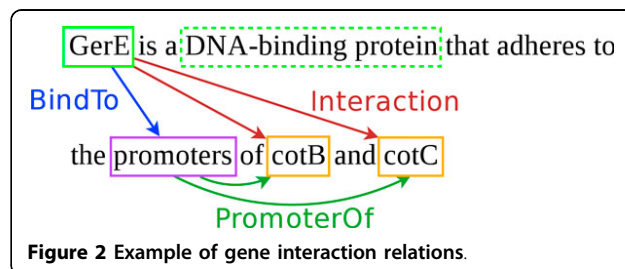 GerE is a DNA-binding protein that adheres to
BindTo
Interaction
the promoters of cotB and cotC
PromoterOf
Figure 2 Example of gene interaction relations.